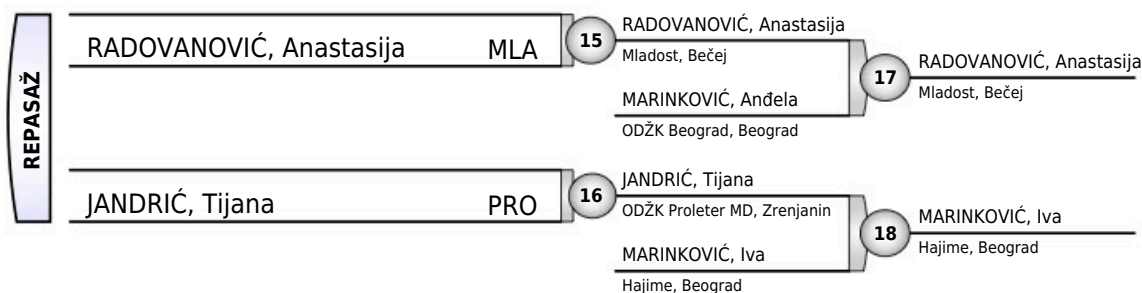 REPASAŽ
RADOVANOVIĆ, Anastasija MLA
15
RADOVANOVIĆ, Anastasija
Mladost, Bečej
MARINKOVIĆ, Anđela
ODŽK Beograd, Beograd
17
RADOVANOVIĆ, Anastasija
Mladost, Bečej
JANDRIĆ, Tijana PRO
16
JANDRIĆ, Tijana
ODŽK Proleter MD, Zrenjanin
MARINKOVIĆ, Iva
Hajime, Beograd
18
MARINKOVIĆ, Iva
Hajime, Beograd